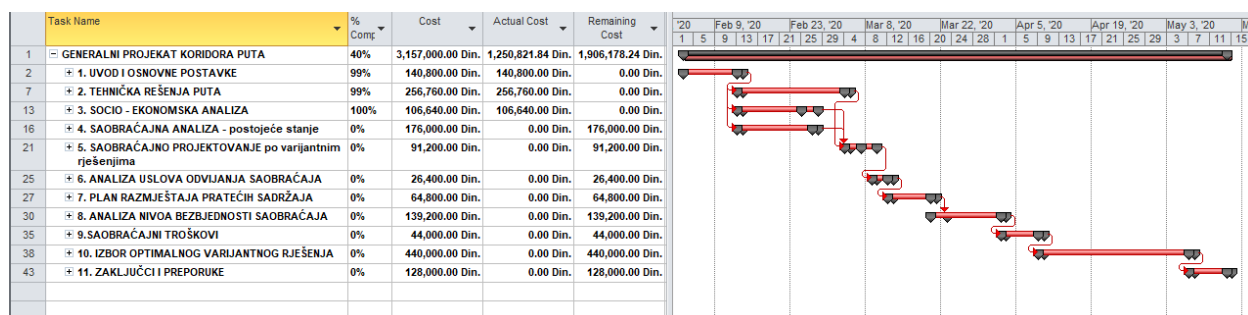 Task Name % Comp Cost Actual Cost Remaining Cost '20 Feb 9, '20 Feb 23, '20 Mar 8, '20 Mar 22, '20 Apr 5, '20 Apr 19, '20 May 3, '20 M
1 5 9 13 17 21 25 29 4 8 12 16 20 24 28 1 5 9 13 17 21 25 29 3 7 11 15
1 GENERALNI PROJEKAT KORIDORA PUTA 40% 3,157,000.00 Din. 1,250,821.84 Din. 1,906,178.24 Din.
2 1. UVOD I OSNOVNE POSTAVKE 99% 140,800.00 Din. 140,800.00 Din. 0.00 Din.
7 2. TEHNIČKA REŠENJA PUTA 99% 256,760.00 Din. 256,760.00 Din. 0.00 Din.
13 3. SOCIO - EKONOMSKA ANALIZA 100% 106,640.00 Din. 106,640.00 Din. 0.00 Din.
16 4. SAOBRAĆAJNA ANALIZA - postojeće stanje 0% 176,000.00 Din. 0.00 Din. 176,000.00 Din.
21 5. SAOBRAĆAJNO PROJEKTOVANJE po varijantnim 0% 91,200.00 Din. 0.00 Din. 91,200.00 Din.
rješenjima
25 6. ANALIZA USLOVA ODVIJANJA SAOBRAĆAJA 0% 26,400.00 Din. 0.00 Din. 26,400.00 Din.
27 7. PLAN RAZMJEŠTAJA PRATEĆIH SADRŽAJA 0% 64,800.00 Din. 0.00 Din. 64,800.00 Din.
30 8. ANALIZA NIVOA BEZBJEDNOSTI SAOBRAĆAJA 0% 139,200.00 Din. 0.00 Din. 139,200.00 Din.
35 9.SAOBRAĆAJNI TROŠKOVI 0% 44,000.00 Din. 0.00 Din. 44,000.00 Din.
38 10. IZBOR OPTIMALNOG VARIJANTNOG RJEŠENJA 0% 440,000.00 Din. 0.00 Din. 440,000.00 Din.
43 11. ZAKLJUČCI I PREPORUKE 0% 128,000.00 Din. 0.00 Din. 128,000.00 Din.